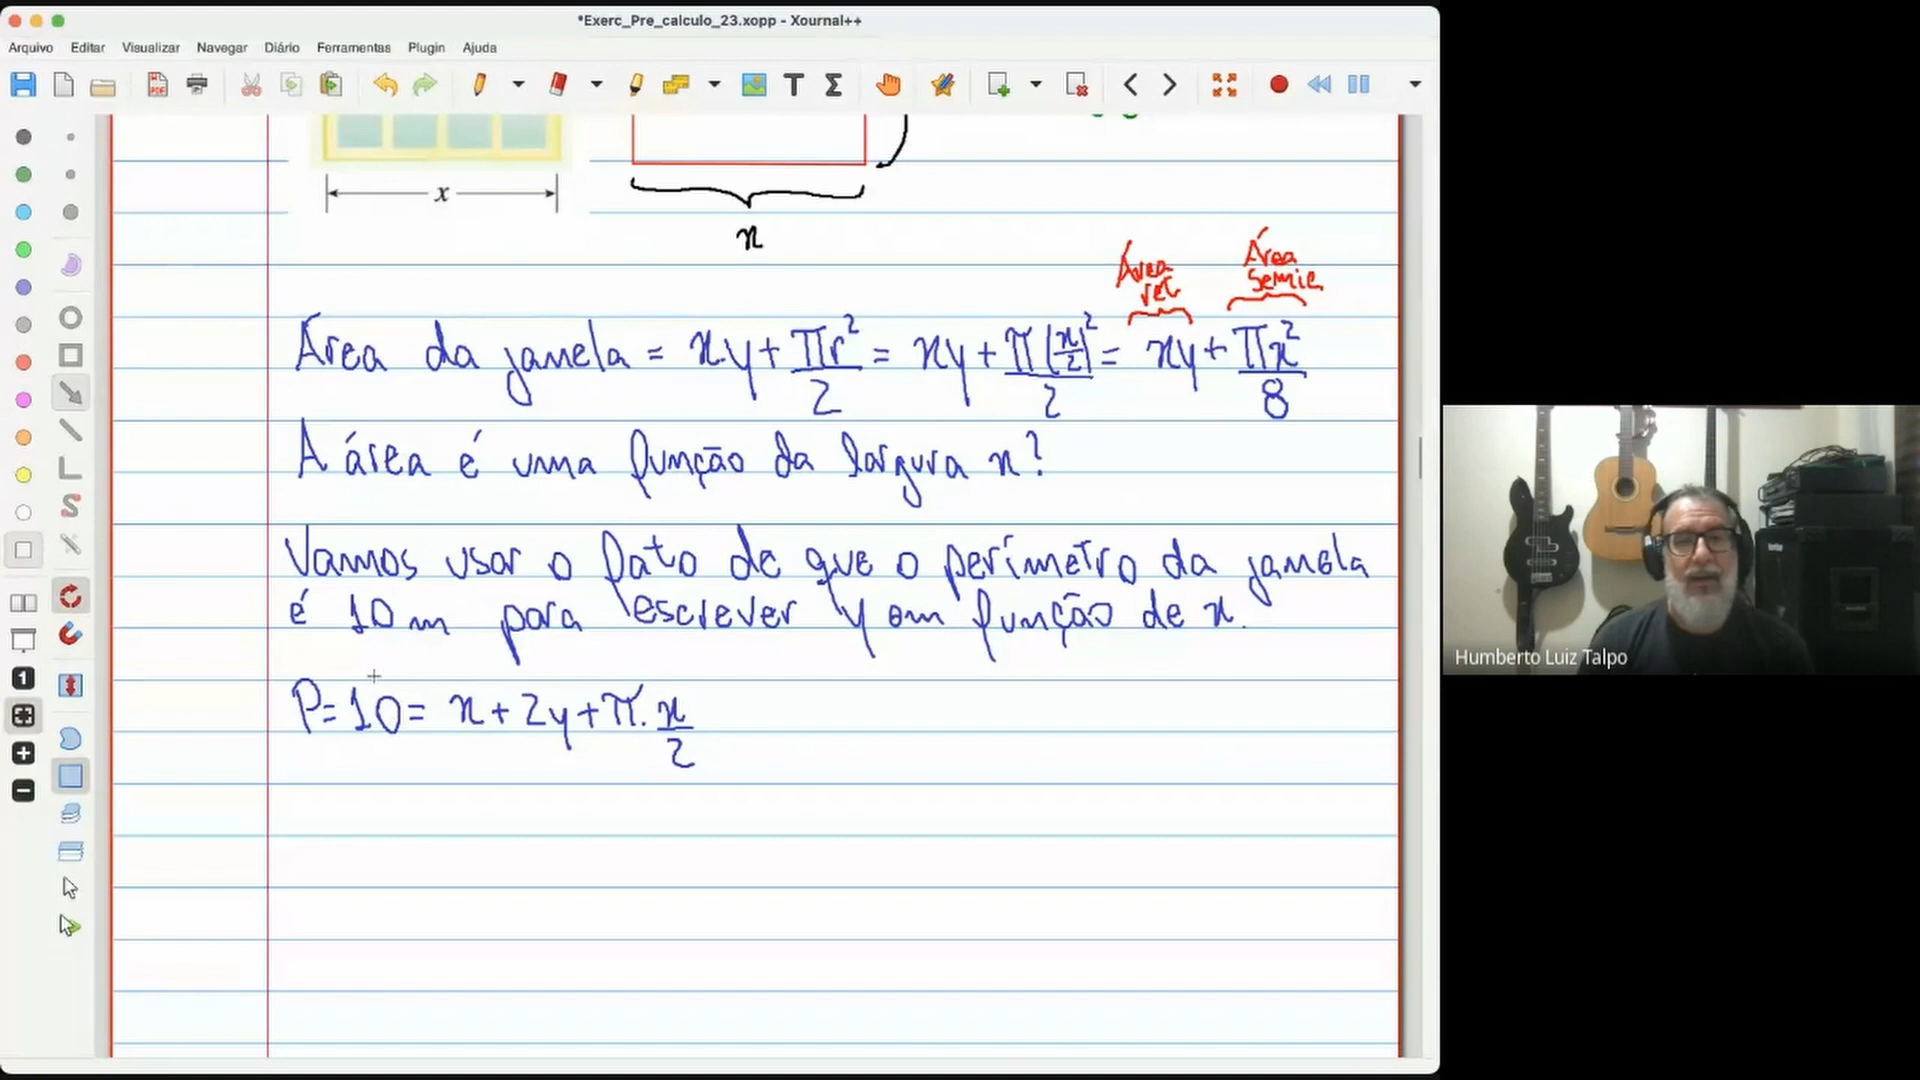 *Exerc_Pre_calculo_23.xopp - Xournal++
Arquivo Editar Visualizar Navegar Diário Ferramentas Plugin Ajuda
x
x
Área ret
Área semic
Área da janela = xy + πr²/2 = xy + π(x/2)²/2 = xy + πx²/8
A área é uma função da largura x?
Vamos usar o fato de que o perímetro da janela
é 10m para escrever y em função de x.
P = 10 = x + 2y + π. x/2
Humberto Luiz Talpo